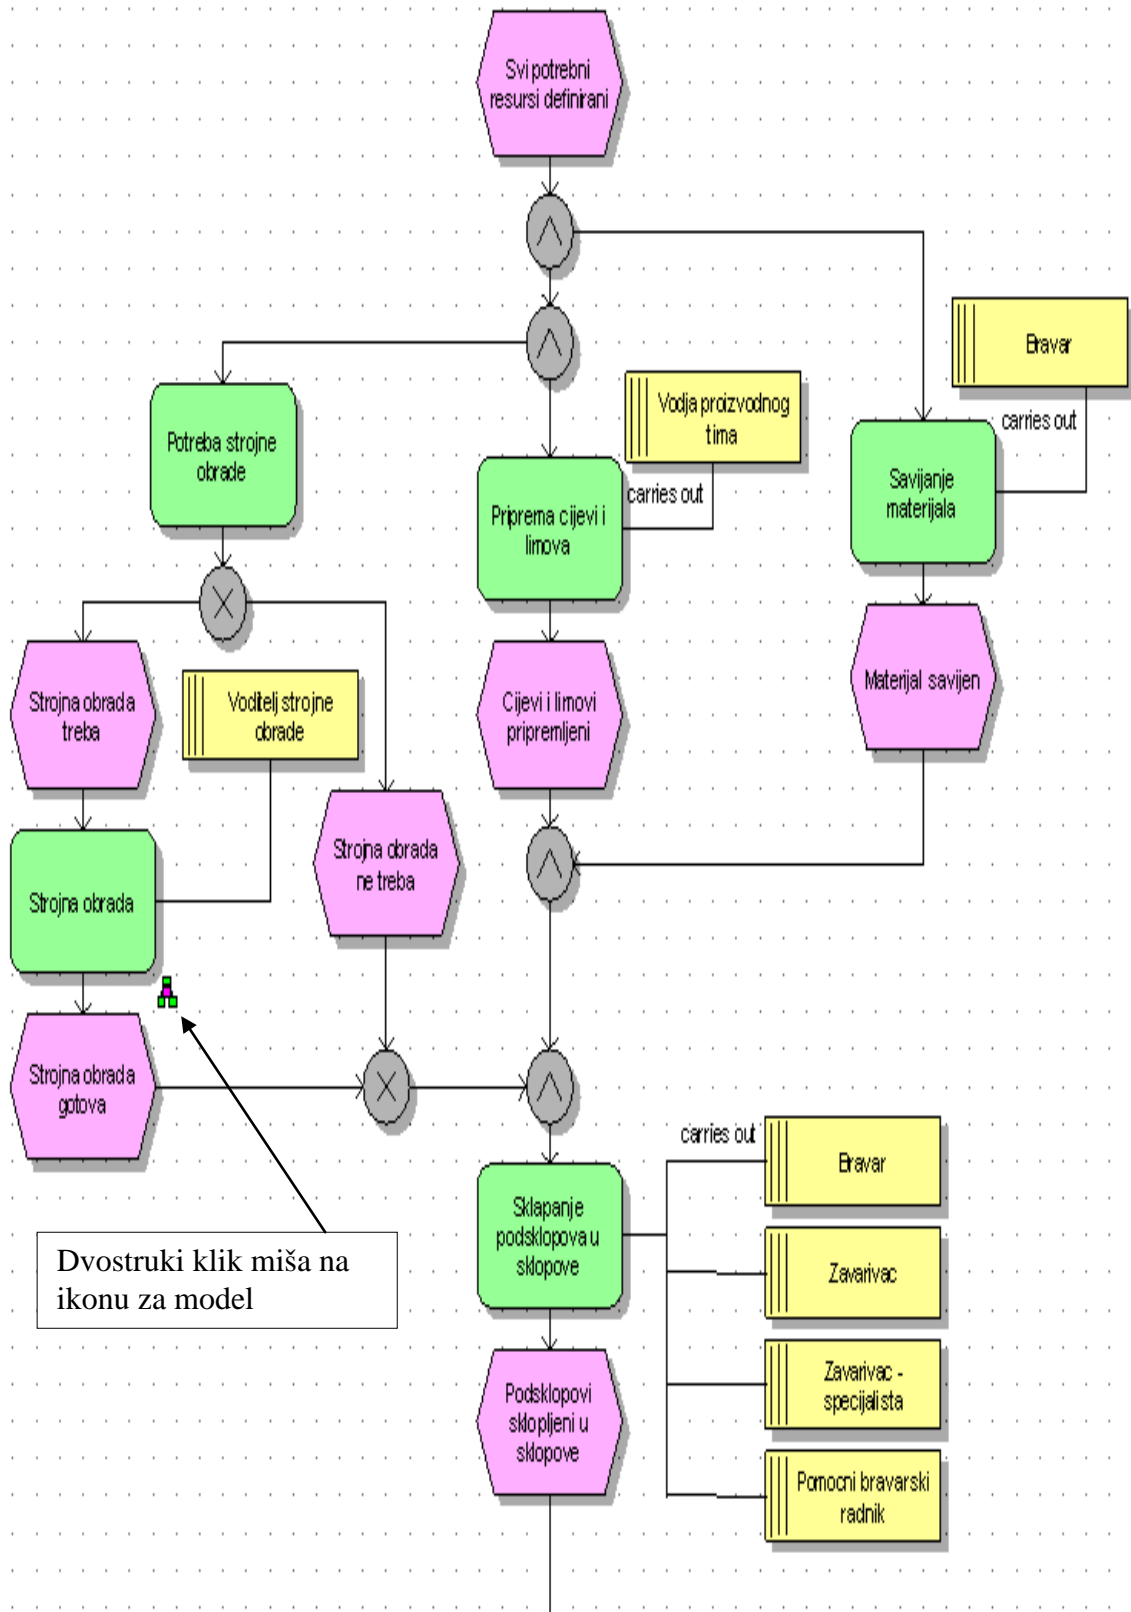 Svi potrebni
resursi definirani
Bravar
carries out
Vodja proizvodnog
tima
carries out
Potreba strojne
obrade
Priprema cijevi i
limova
Savijanje
materijala
Strojna obrada
treba
Voditelj strojne
obrade
Cijevi i limovi
pripremljeni
Materijal savijen
Strojna obrada
ne treba
Strojna obrada
Strojna obrada
gotova
carries out
Bravar
Sklapanje
podsklopova u
sklopove
Zavarivac
Dvostruki klik miša na
ikonu za model
Zavarivac -
specijalista
Podsklopovi
sklopljeni u
sklopove
Pomocni bravarski
radnik